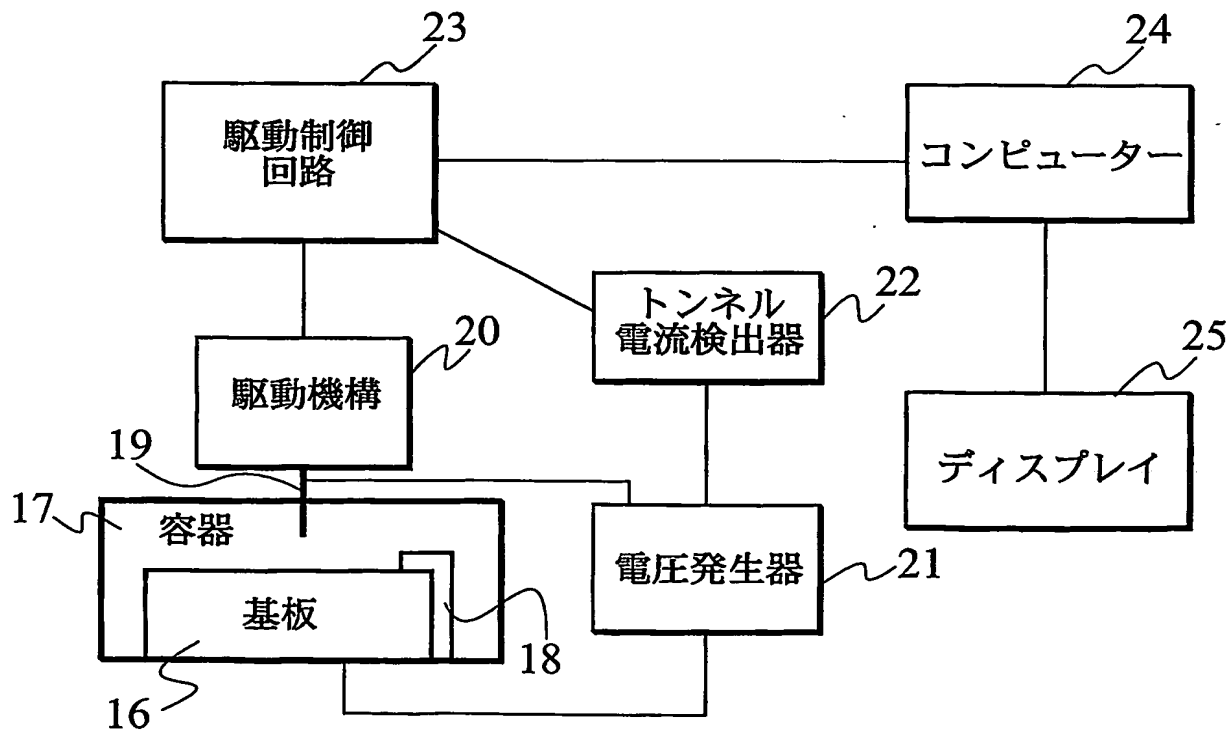 23
24
駆動制御
回路
コンピューター
トンネル
電流検出器
22
20
駆動機構
25
ディスプレイ
19
17
容器
電圧発生器
21
基板
18
16